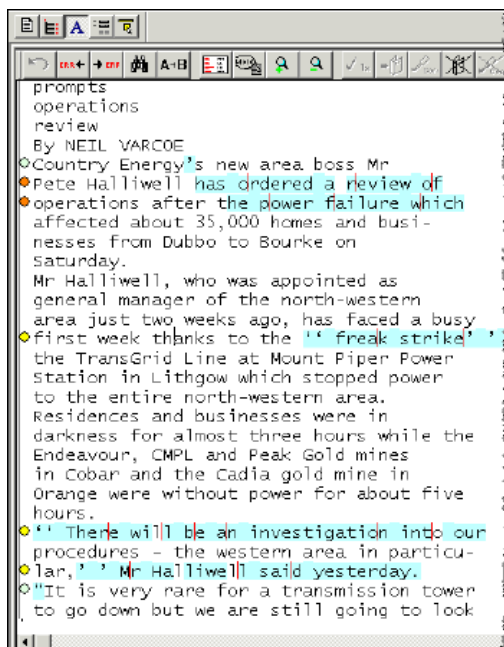 A
ERR
ERR
A→B
1x
prompts
operations
review
By NEIL VARCOE
Country Energy's new area boss Mr
Pete Halliwell has ordered a review of
operations after the power failure which
affected about 35,000 homes and busi-
nesses from Dubbo to Bourke on
Saturday.
Mr Halliwell, who was appointed as
general manager of the north-western
area just two weeks ago, has faced a busy
first week thanks to the '' freak strike' '
the TransGrid Line at Mount Piper Power
Station in Lithgow which stopped power
to the entire north-western area.
Residences and businesses were in
darkness for almost three hours while the
Endeavour, CMPL and Peak Gold mines
in Cobar and the Cadia gold mine in
Orange were without power for about five
hours.
'' There will be an investigation into our
procedures – the western area in particu-
lar,' ' Mr Halliwell said yesterday.
"It is very rare for a transmission tower
to go down but we are still going to look